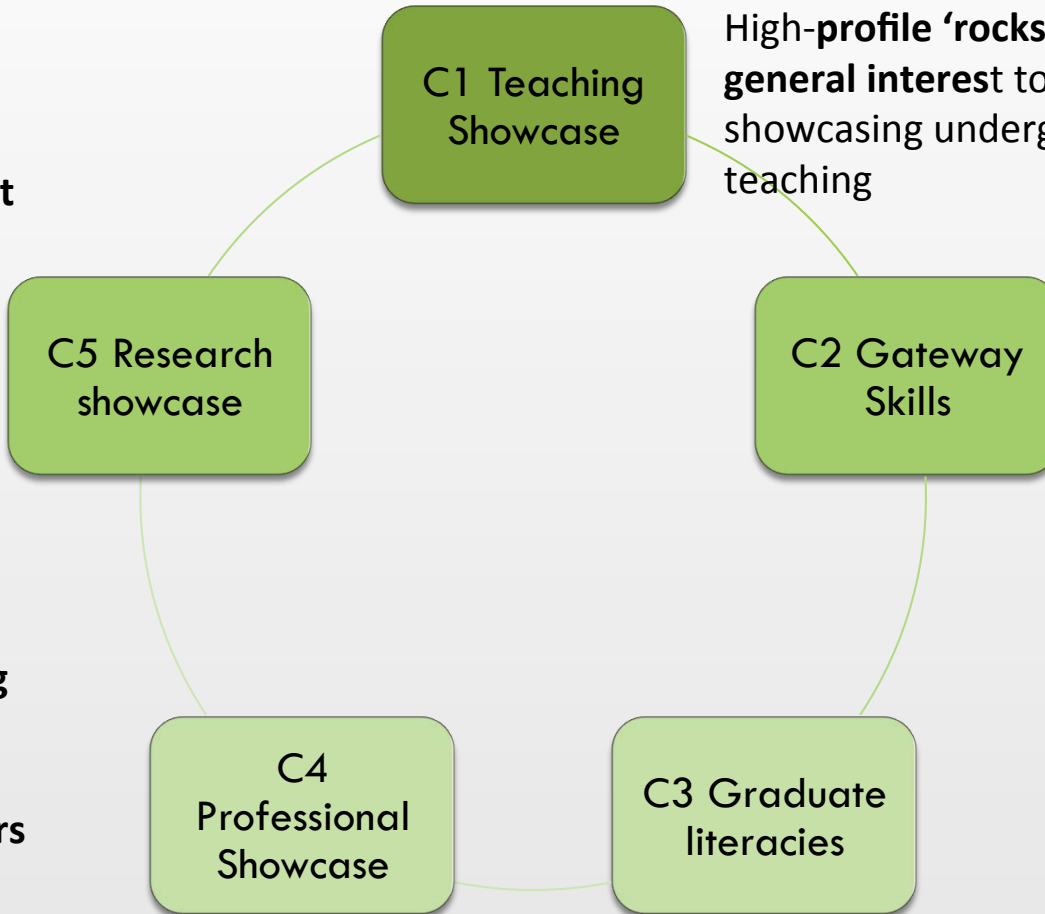 C1 Teaching
Showcase
High-profile ‘rocks
general interest to
showcasing underg
teaching
t
C5 Research
showcase
C2 Gateway
Skills
g
rs
C4
Professional
Showcase
C3 Graduate
literacies